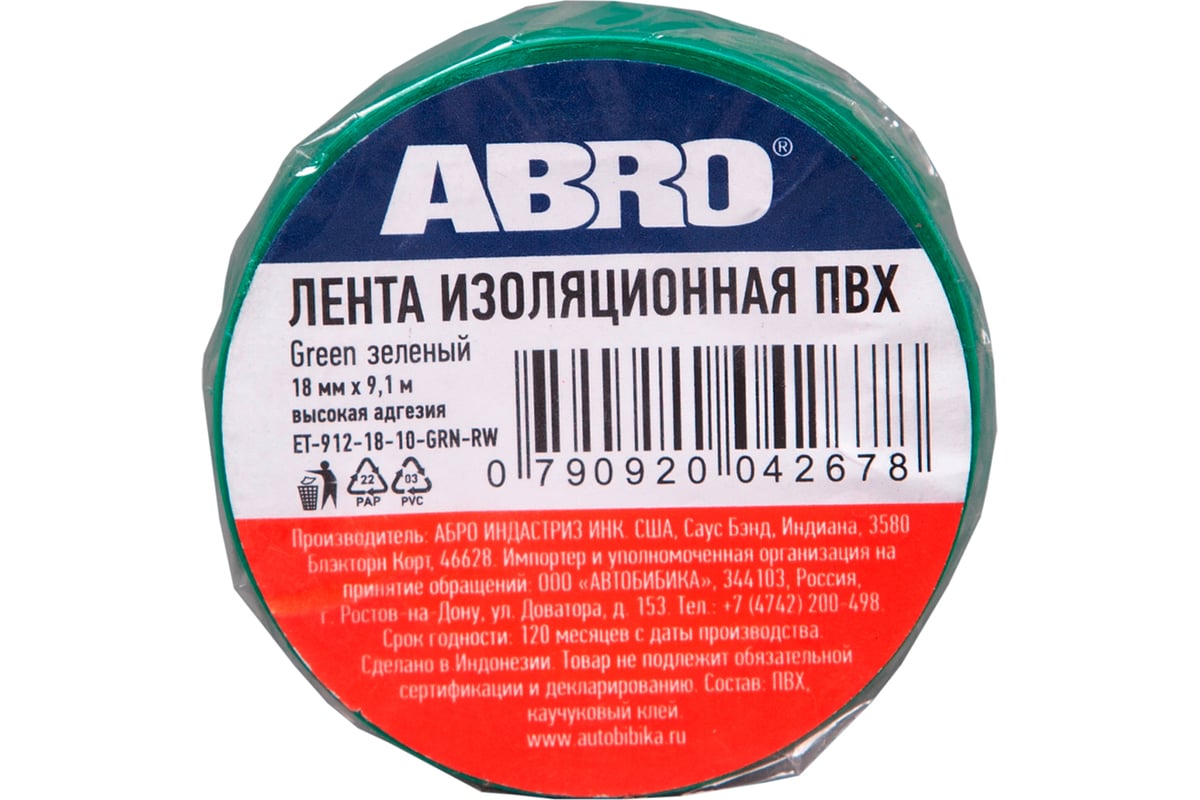 ABRO®
ЛЕНТА ИЗОЛЯЦИОННАЯ ПВХ
Green зеленый
18 мм х 9,1 м
высокая адгезия
ET-912-18-10-GRN-RW
22 03
PAP PVC
0 790920 042678
Производитель: АБРО ИНДАСТРИЗ ИНК. США, Саус Бэнд, Индиана, 3580
Блэкторн Корт, 46628. Импортер и уполномоченная организация на
принятие обращений: ООО «АВТОБИБИКА», 344103, Россия,
г. Ростов-на-Дону, ул. Доватора, д. 153. Тел.: +7 (4742) 200-498.
Срок годности: 120 месяцев с даты производства.
Сделано в Индонезии. Товар не подлежит обязательной
сертификации и декларированию. Состав: ПВХ,
каучуковый клей.
www.autobibika.ru